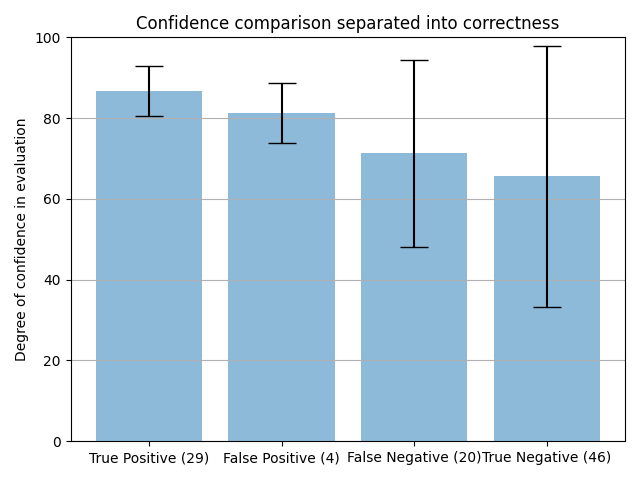 Confidence comparison separated into correctness
Degree of confidence in evaluation
100
80
60
40
20
0
True Positive (29)
False Positive (4)
False Negative (20)
True Negative (46)